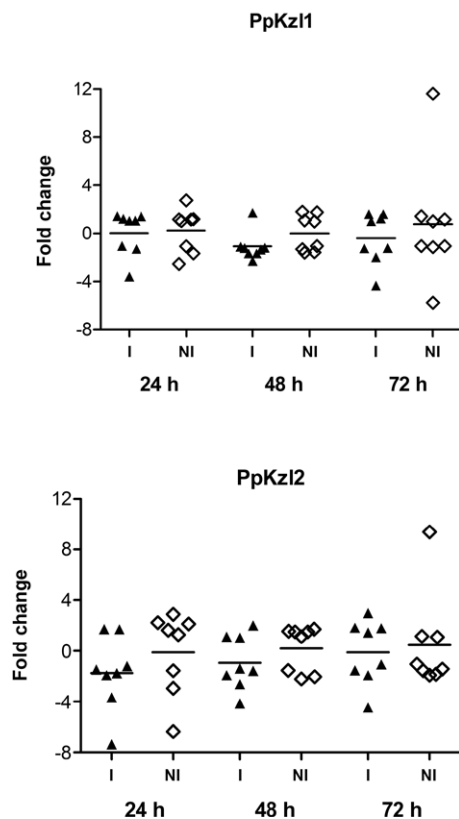 PpKzl1
12
8
4
0
-4
-8
Fold change
I NI I NI I NI
24 h 48 h 72 h
PpKzl2
12
8
4
0
-4
-8
Fold change
I NI I NI I NI
24 h 48 h 72 h